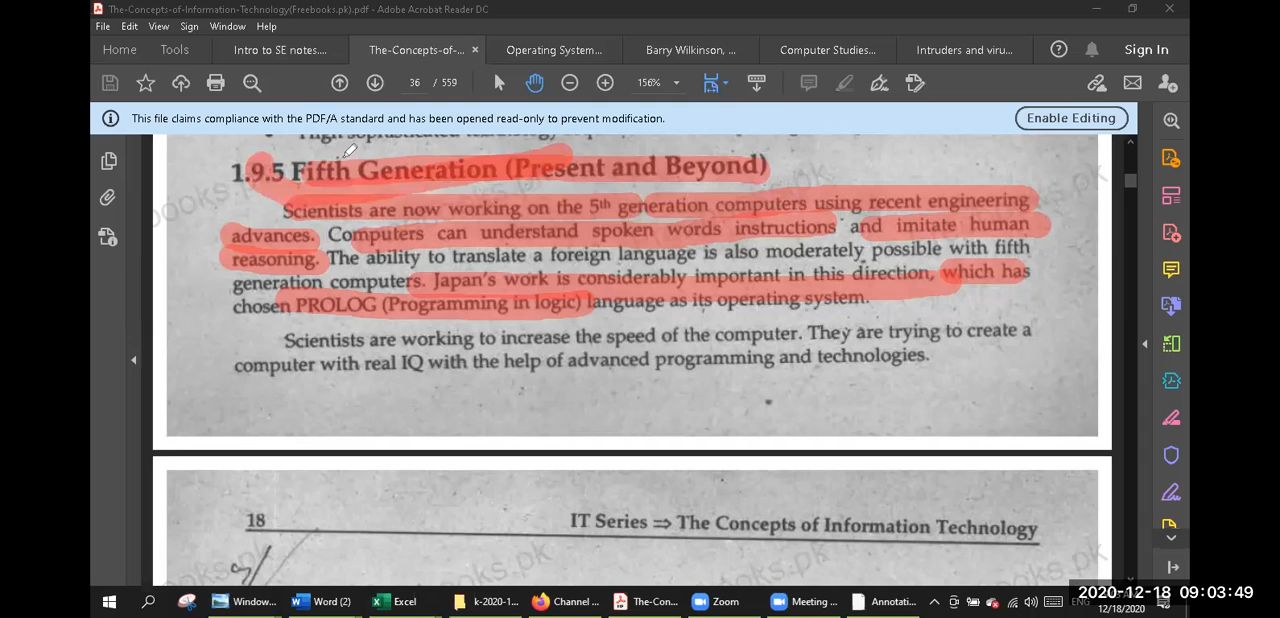 The-Concepts-of-Information-Technology(Freebooks.pk).pdf - Adobe Acrobat Reader DC
File Edit View Sign Window Help
Home Tools Intro to SE notes.... The-Concepts-of-... × Operating System... Barry Wilkinson, ... Computer Studies... Intruders and viru... Sign In
36 / 559 156%
This file claims compliance with the PDF/A standard and has been opened read-only to prevent modification. Enable Editing
1.9.5 Fifth Generation (Present and Beyond)
Scientists are now working on the 5th generation computers using recent engineering
advances. Computers can understand spoken words instructions and imitate human
reasoning. The ability to translate a foreign language is also moderately possible with fifth
generation computers. Japan's work is considerably important in this direction, which has
chosen PROLOG (Programming in logic) language as its operating system.
Scientists are working to increase the speed of the computer. They are trying to create a
computer with real IQ with the help of advanced programming and technologies.
18 IT Series ⇒ The Concepts of Information Technology
Window... Word (2) Excel k-2020-1... Channel ... The-Con... Zoom Meeting ... Annotati... ENG
2020-12-18 09:03:49
12/18/2020